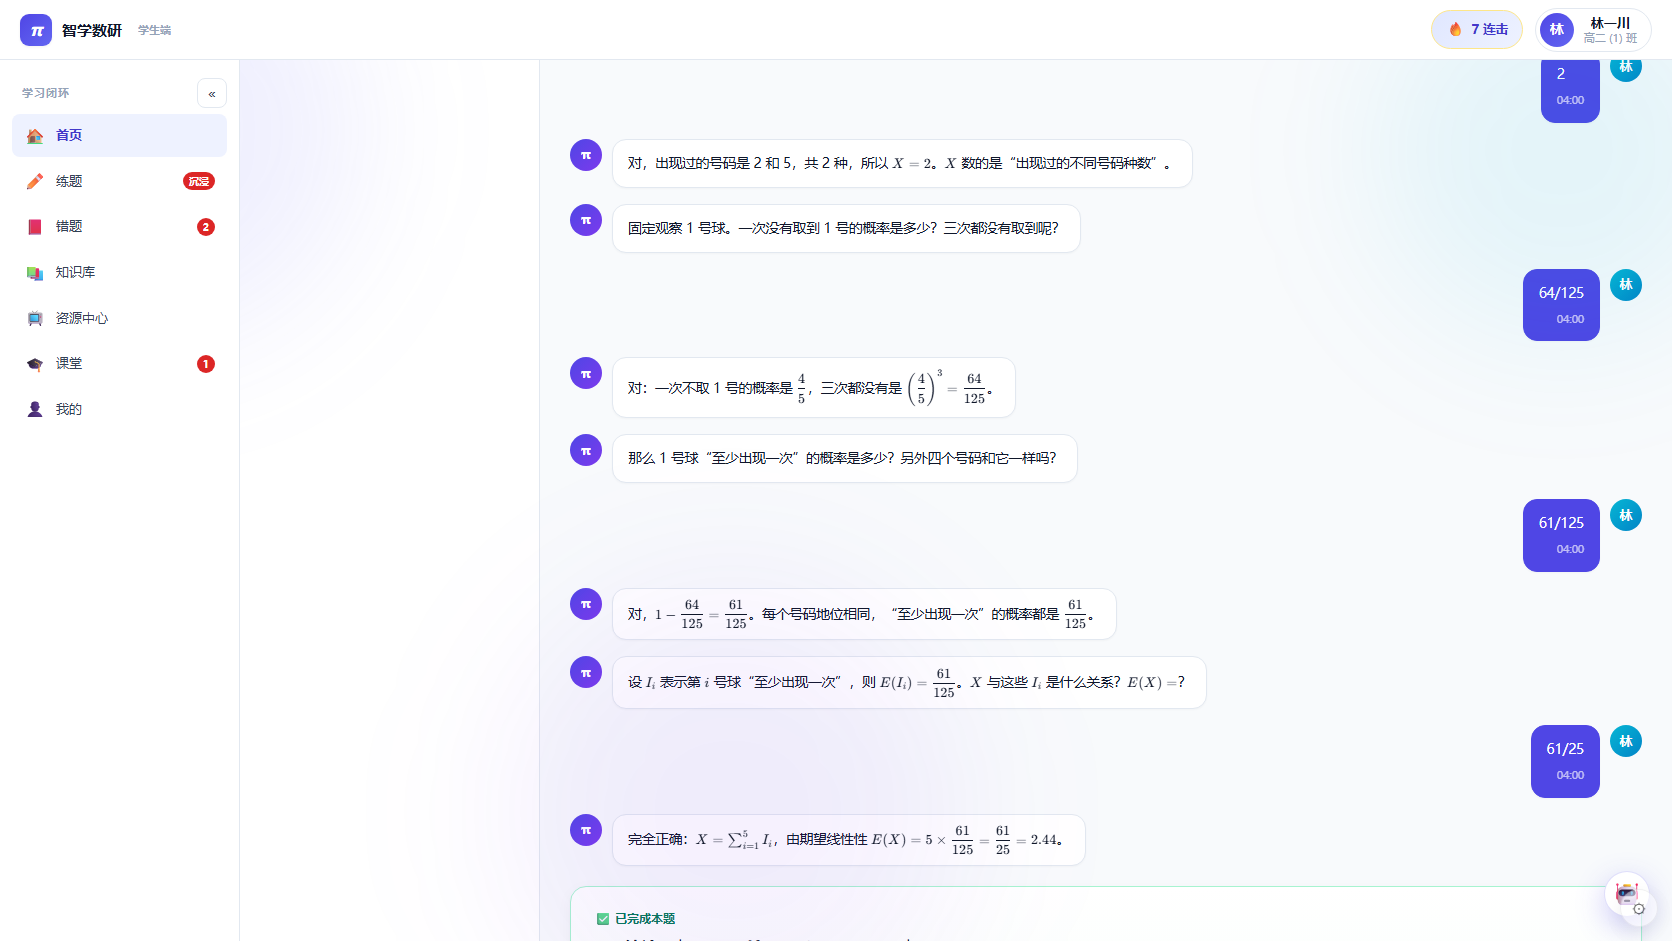 π 智学数研 学生端
7 连击
林 林一川
高二 (1) 班
学习闭环 «
首页
练题 沉浸
错题 2
知识库
资源中心
课堂 1
我的
2
04:00
林
π 对，出现过的号码是 2 和 5，共 2 种，所以 X = 2。X 数的是“出现过的不同号码种数”。
π 固定观察 1 号球。一次没有取到 1 号的概率是多少？三次都没有取到呢？
64/125
04:00
林
π 对：一次不取 1 号的概率是 4/5，三次都没有是 (4/5)^3 = 64/125。
π 那么 1 号球“至少出现一次”的概率是多少？另外四个号码和它一样吗？
61/125
04:00
林
π 对，1 − 64/125 = 61/125。每个号码地位相同，“至少出现一次”的概率都是 61/125。
π 设 I_i 表示第 i 号球“至少出现一次”，则 E(I_i) = 61/125。X 与这些 I_i 是什么关系？E(X) =？
61/25
04:00
林
π 完全正确：X = ∑_{i=1}^{5} I_i，由期望线性性 E(X) = 5 × 61/125 = 61/25 = 2.44。
已完成本题